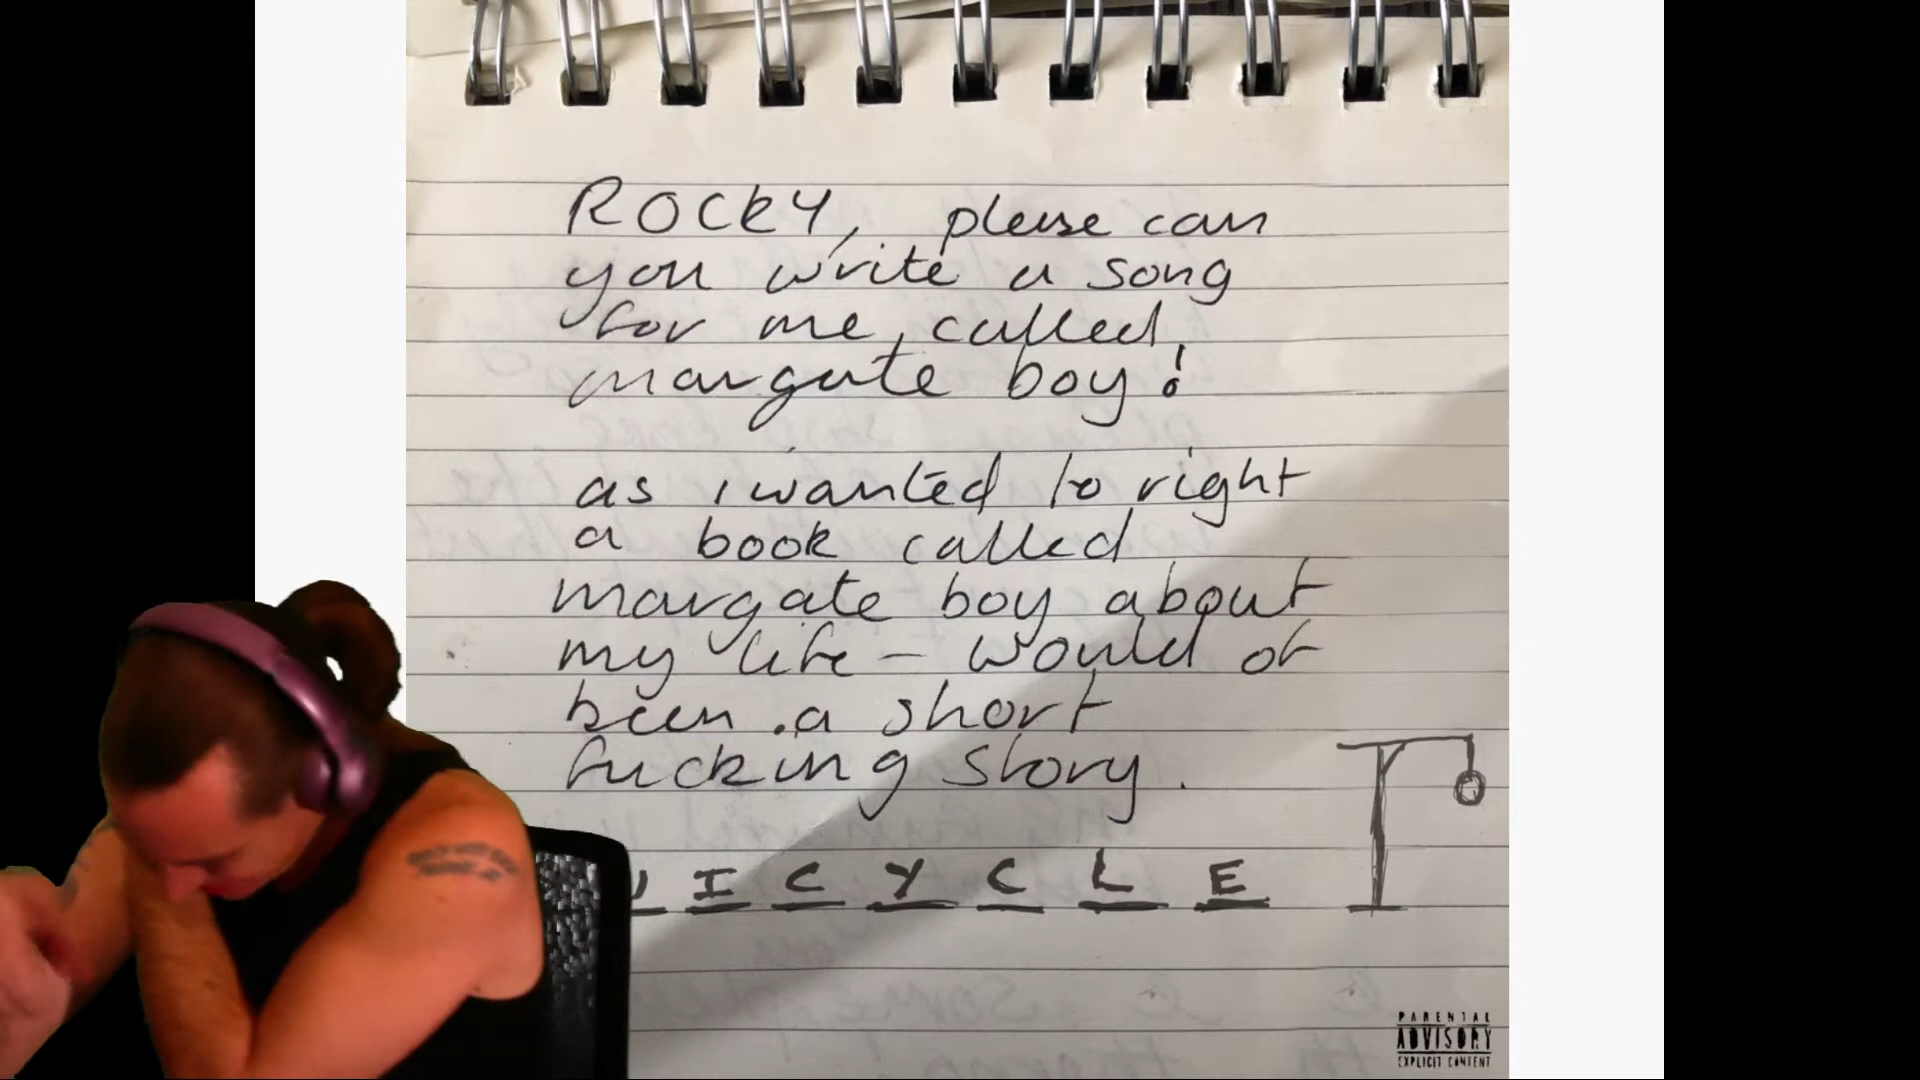 ROCKY, please can
you write a song
for me, called,
margate boy!
as i wanted to right
a book called
margate boy about
my life – would of
been . a short
fucking story.
I C Y C L E
PARENTAL
ADVISORY
EXPLICIT CONTENT